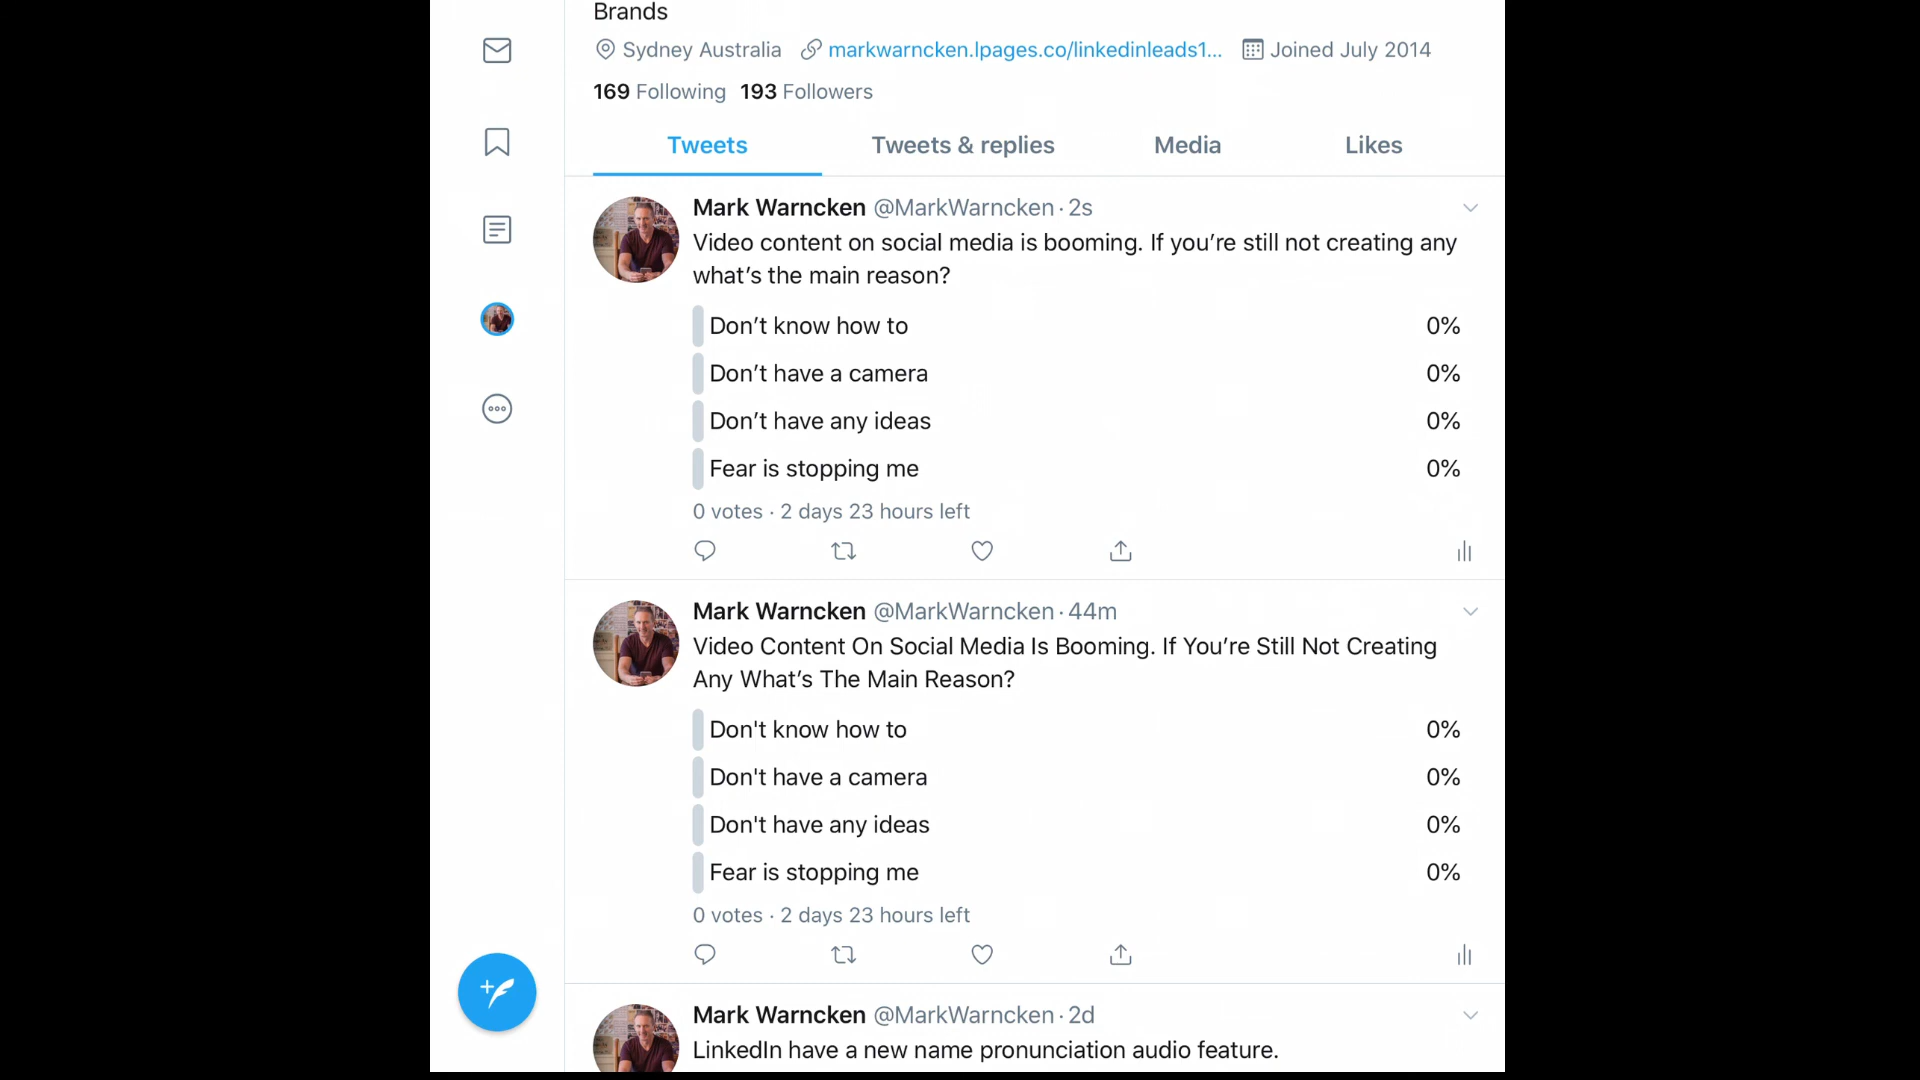 Brands
Sydney Australia markwarncken.lpages.co/linkedinleads1... Joined July 2014
169 Following 193 Followers
Tweets Tweets & replies Media Likes
Mark Warncken @MarkWarncken · 2s
Video content on social media is booming. If you’re still not creating any
what’s the main reason?
Don’t know how to 0%
Don’t have a camera 0%
Don’t have any ideas 0%
Fear is stopping me 0%
0 votes · 2 days 23 hours left
Mark Warncken @MarkWarncken · 44m
Video Content On Social Media Is Booming. If You’re Still Not Creating
Any What’s The Main Reason?
Don't know how to 0%
Don't have a camera 0%
Don't have any ideas 0%
Fear is stopping me 0%
0 votes · 2 days 23 hours left
Mark Warncken @MarkWarncken · 2d
LinkedIn have a new name pronunciation audio feature.